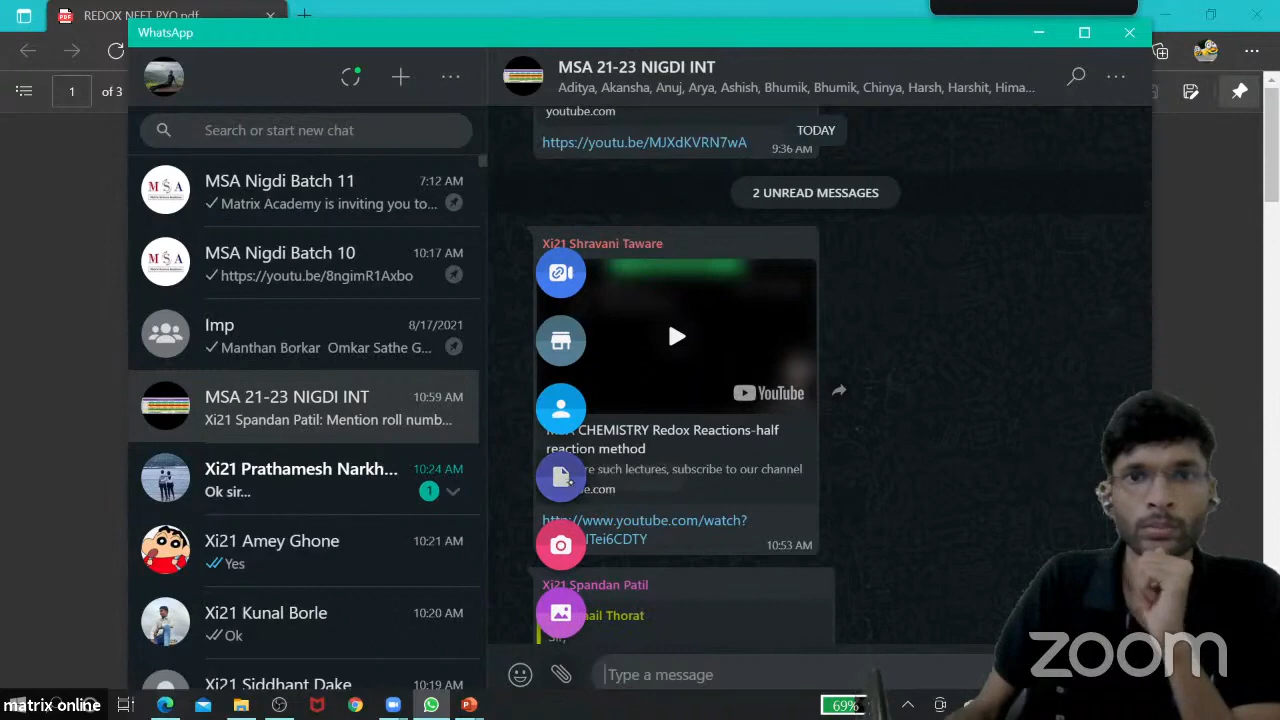 REDOX NEET PYQ.pdf
WhatsApp
1
of 3
Search or start new chat
MSA Nigdi Batch 11
7:12 AM
Matrix Academy is inviting you to...
MSA Nigdi Batch 10
10:17 AM
https://youtu.be/8ngimR1Axbo
Imp
8/17/2021
Manthan Borkar Omkar Sathe G...
MSA 21-23 NIGDI INT
10:59 AM
Xi21 Spandan Patil: Mention roll numb...
Xi21 Prathamesh Narkh...
10:24 AM
Ok sir...
1
Xi21 Amey Ghone
10:21 AM
Yes
Xi21 Kunal Borle
10:20 AM
Ok
Xi21 Siddhant Dake
10:19 AM
MSA 21-23 NIGDI INT
Aditya, Akansha, Anuj, Arya, Ashish, Bhumik, Bhumik, Chinya, Harsh, Harshit, Hima...
youtube.com
TODAY
https://youtu.be/MJXdKVRN7wA
9:36 AM
2 UNREAD MESSAGES
Xi21 Shravani Taware
YouTube
CHEMISTRY Redox Reactions-half
reaction method
such lectures, subscribe to our channel
http://www.youtube.com/watch?
ITei6CDTY
10:53 AM
Xi21 Spandan Patil
Thorat
Type a message
zoom
matrix online
69%